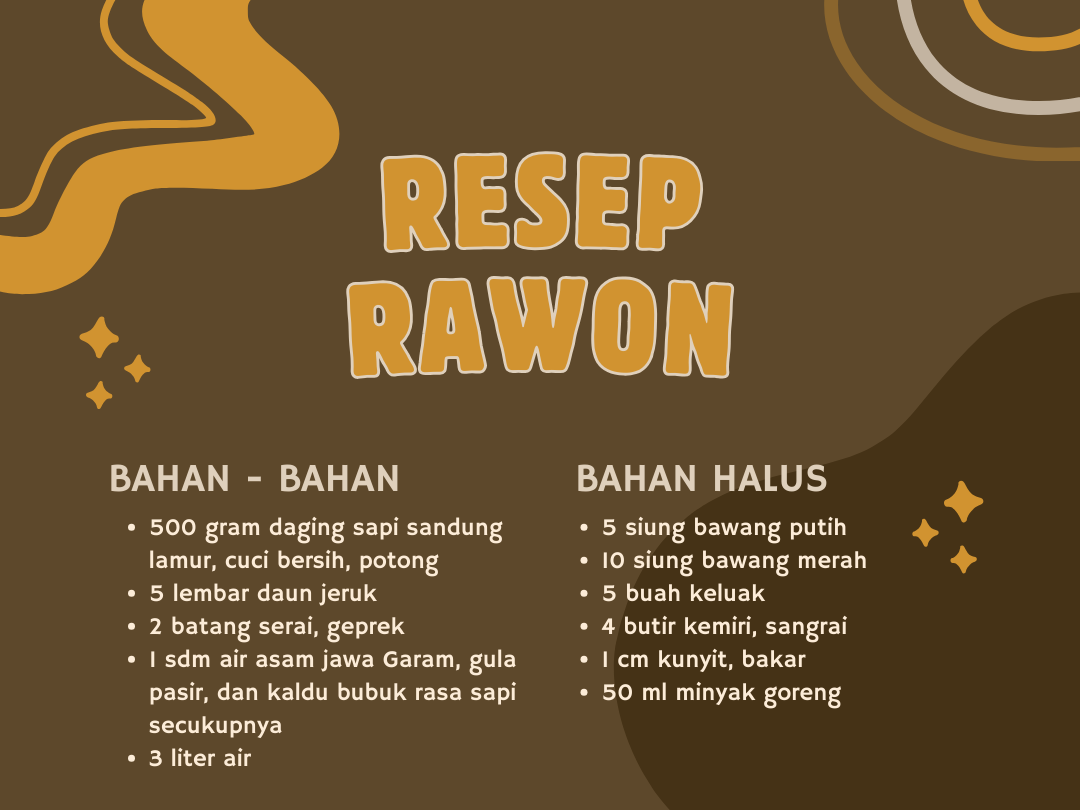 RESEP
RAWON
BAHAN - BAHAN
• 500 gram daging sapi sandung
lamur, cuci bersih, potong
• 5 lembar daun jeruk
• 2 batang serai, geprek
• 1 sdm air asam jawa Garam, gula
pasir, dan kaldu bubuk rasa sapi
secukupnya
• 3 liter air
BAHAN HALUS
• 5 siung bawang putih
• 10 siung bawang merah
• 5 buah keluak
• 4 butir kemiri, sangrai
• 1 cm kunyit, bakar
• 50 ml minyak goreng